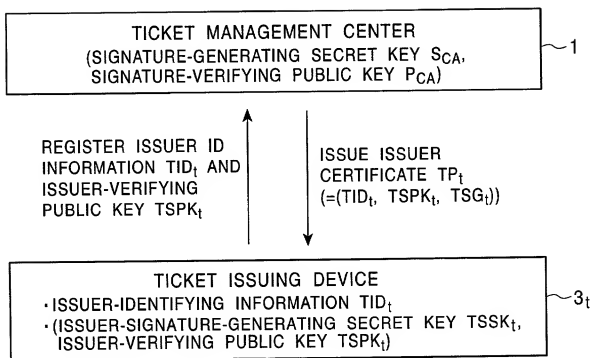 TICKET MANAGEMENT CENTER
(SIGNATURE-GENERATING SECRET KEY SCA,
SIGNATURE-VERIFYING PUBLIC KEY PCA)
1
REGISTER ISSUER ID
INFORMATION TIDt AND
ISSUER-VERIFYING
PUBLIC KEY TSPKt
ISSUE ISSUER
CERTIFICATE TPt
(=(TIDt, TSPKt, TSGt))
TICKET ISSUING DEVICE
·ISSUER-IDENTIFYING INFORMATION TIDt
·(ISSUER-SIGNATURE-GENERATING SECRET KEY TSSKt,
ISSUER-VERIFYING PUBLIC KEY TSPKt)
3t